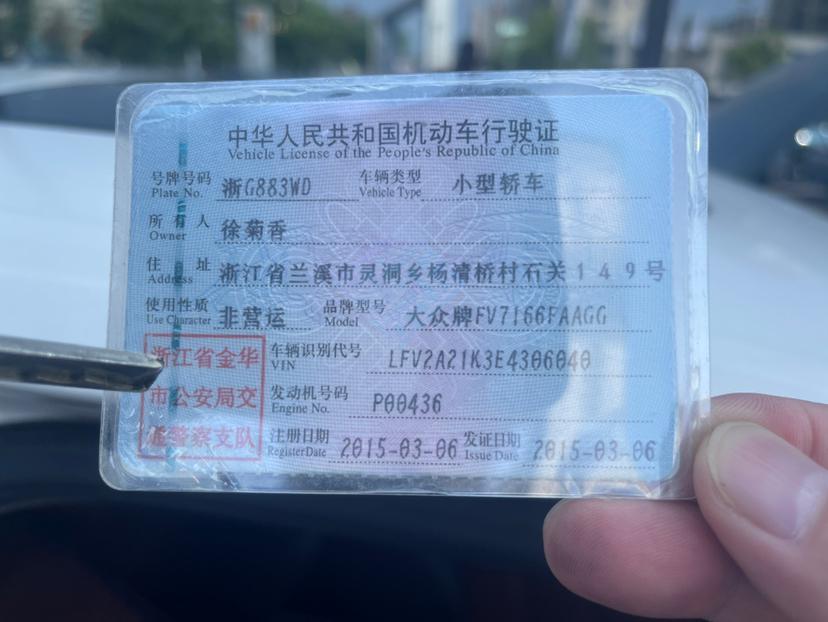 中华人民共和国机动车行驶证
Vehicle License of the People's Republic of China
号牌号码 Plate No. 浙G883WD 车辆类型 Vehicle Type 小型轿车
所有人 Owner 徐菊香
住址 Address 浙江省兰溪市灵洞乡杨清桥村石关149号
使用性质 Use Character 非营运 品牌型号 Model 大众牌FV7166FAAGG
车辆识别代号 VIN LFV2A21K3E4306040
发动机号码 Engine No. P00436
注册日期 Register Date 2015-03-06 发证日期 Issue Date 2015-03-06
浙江省金华
市公安局交
通警察支队